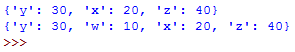 {'y': 30, 'x': 20, 'z': 40}
{'y': 30, 'w': 10, 'x': 20, 'z': 40}
>>>